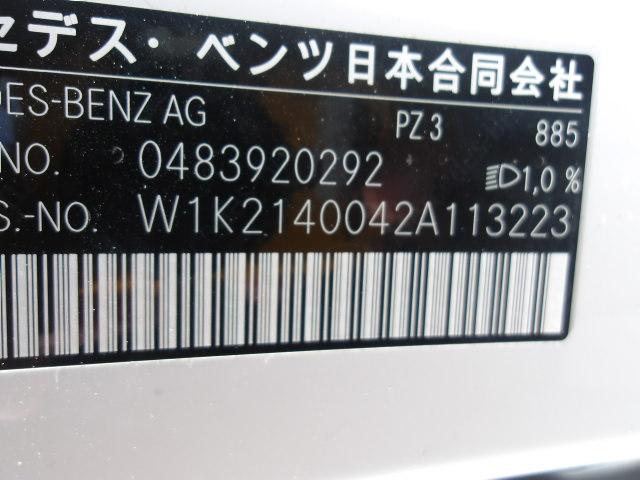 セデス・ベンツ日本合同会社
DES-BENZ AG
PZ 3 885
NO. 0483920292
1,0 %
S.-NO. W1K2140042A113223